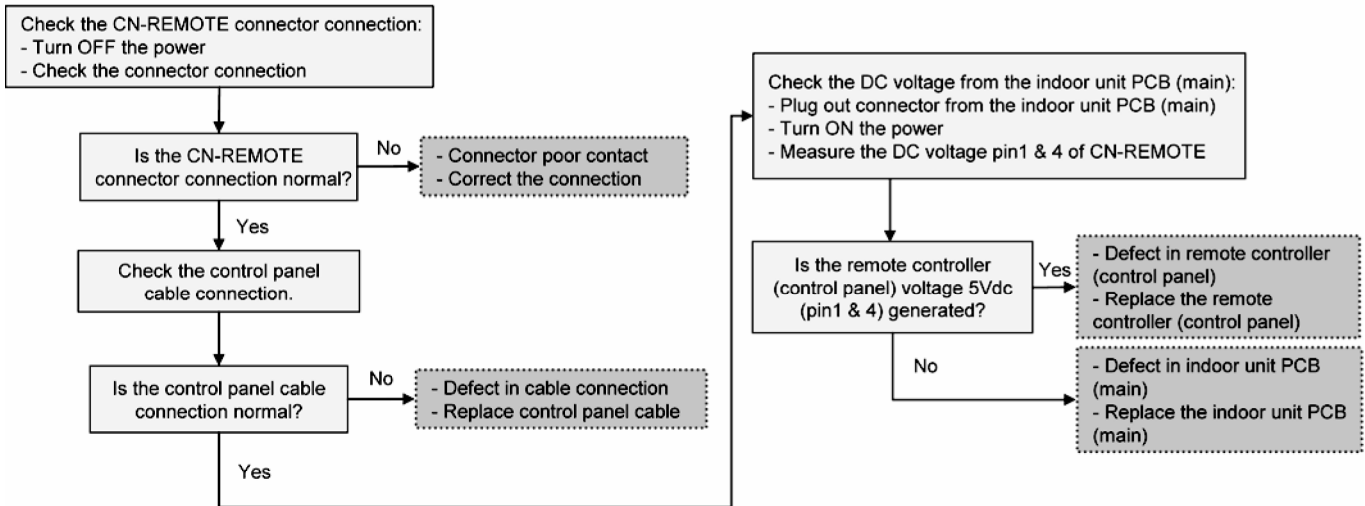 Check the CN-REMOTE connector connection:
- Turn OFF the power
- Check the connector connection
Is the CN-REMOTE
connector connection normal?
No
- Connector poor contact
- Correct the connection
Yes
Check the control panel
cable connection.
Is the control panel cable
connection normal?
No
- Defect in cable connection
- Replace control panel cable
Yes
Check the DC voltage from the indoor unit PCB (main):
- Plug out connector from the indoor unit PCB (main)
- Turn ON the power
- Measure the DC voltage pin1 & 4 of CN-REMOTE
Is the remote controller
(control panel) voltage 5Vdc
(pin1 & 4) generated?
Yes
- Defect in remote controller
(control panel)
- Replace the remote
controller (control panel)
No
- Defect in indoor unit PCB
(main)
- Replace the indoor unit PCB
(main)